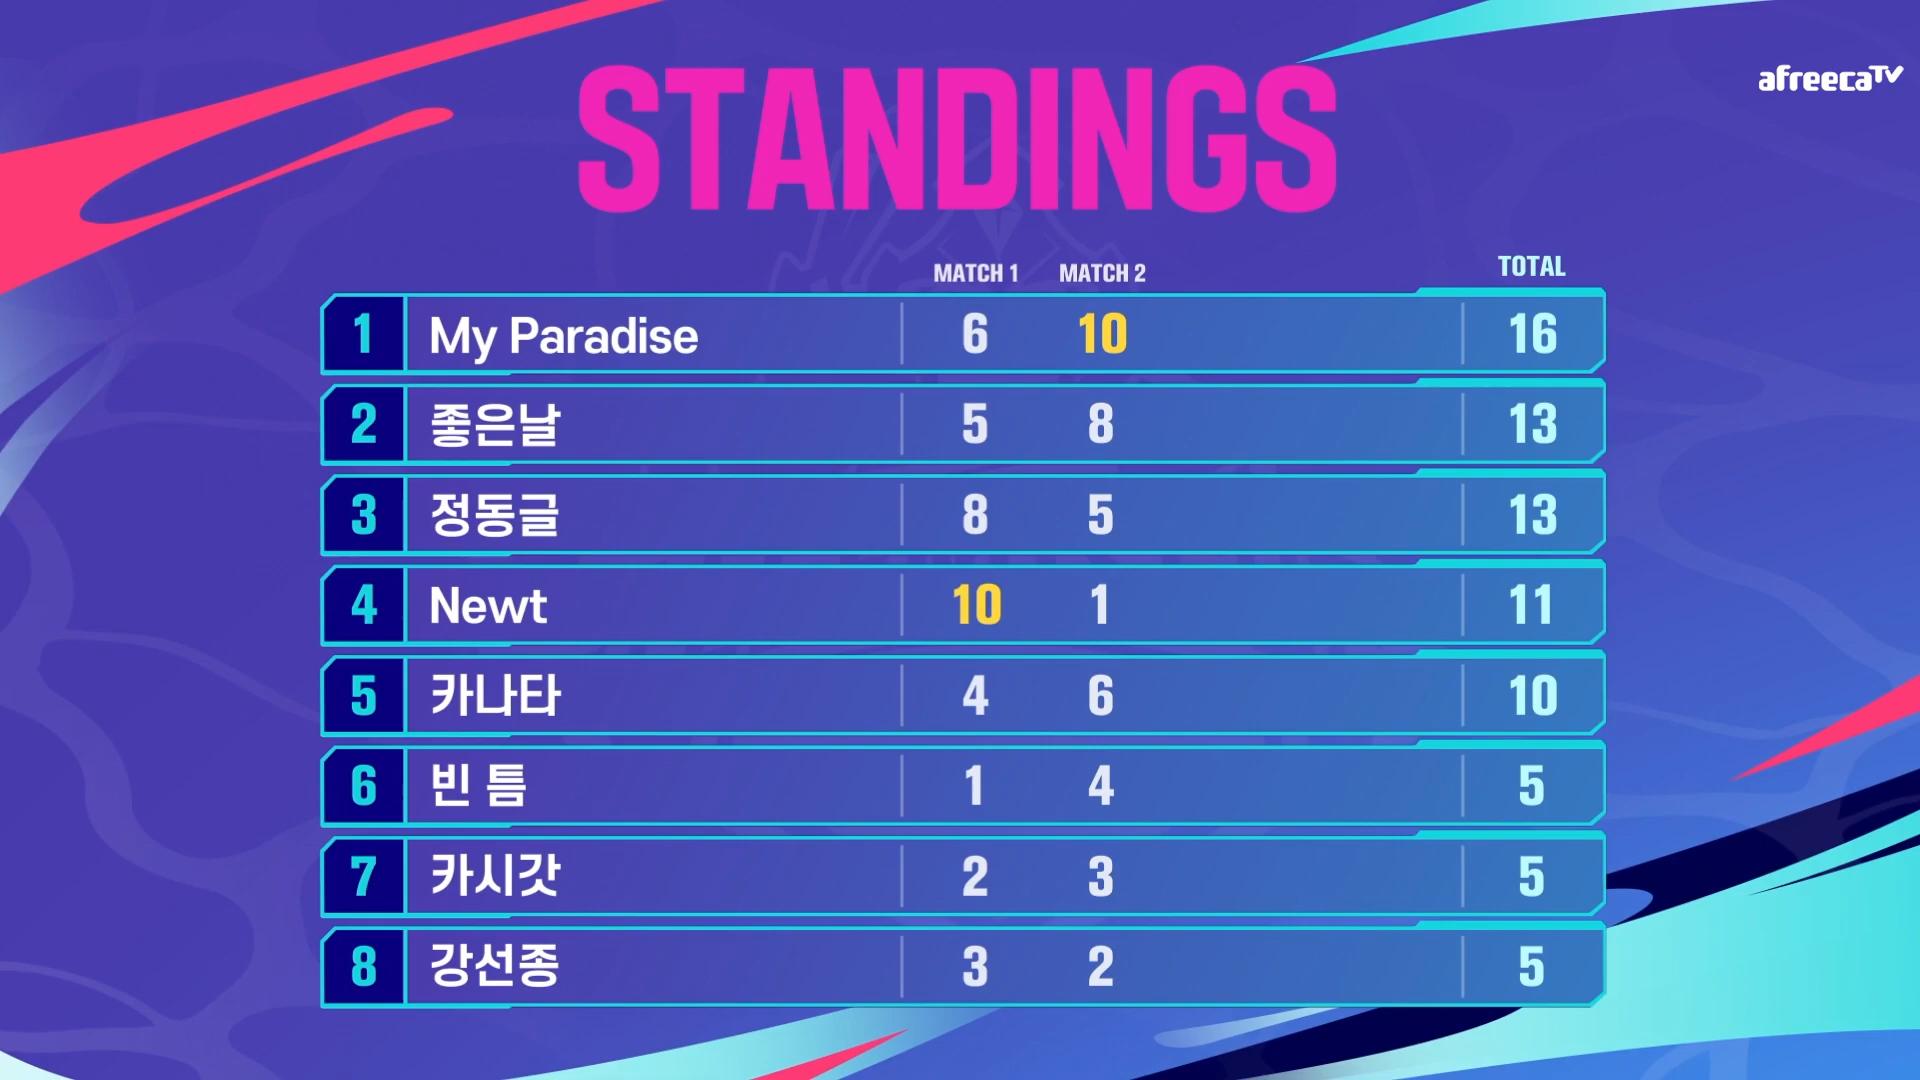 afreecaTV
STANDINGS
MATCH 1 MATCH 2 TOTAL
1 My Paradise 6 10 16
2 좋은날 5 8 13
3 정동글 8 5 13
4 Newt 10 1 11
5 카나타 4 6 10
6 빈 틈 1 4 5
7 카시갓 2 3 5
8 강선종 3 2 5